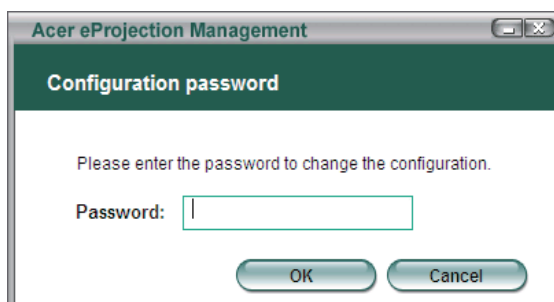 Acer eProjection Management
Configuration password
Please enter the password to change the configuration.
Password:
OK Cancel